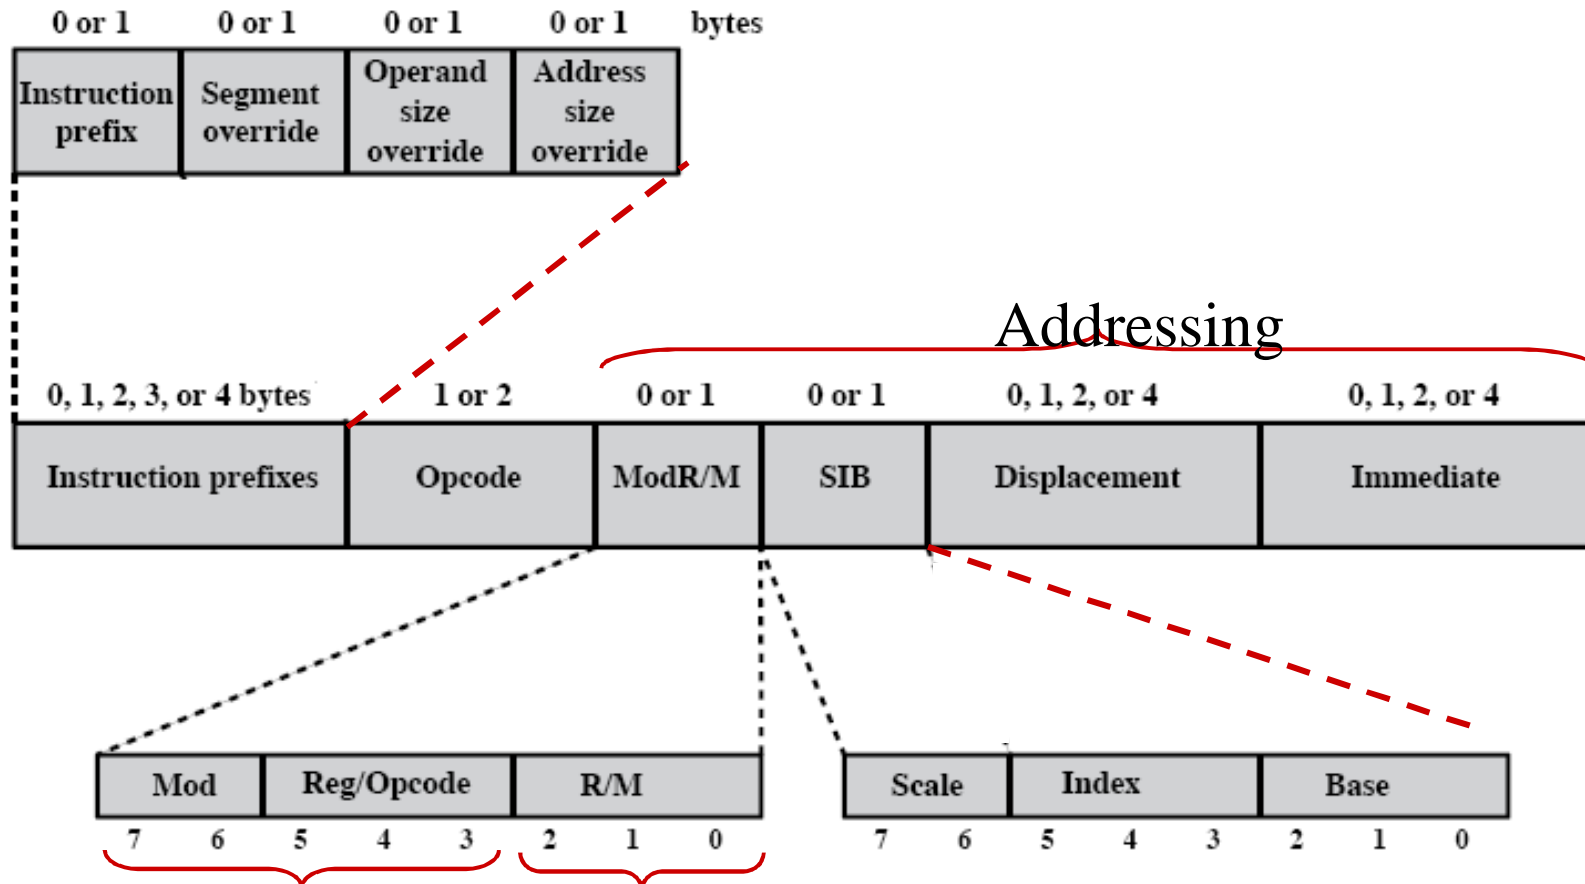 0 or 1 0 or 1 0 or 1 0 or 1 bytes
Instruction prefix
Segment override
Operand size override
Address size override
Addressing
0, 1, 2, 3, or 4 bytes 1 or 2 0 or 1 0 or 1 0, 1, 2, or 4 0, 1, 2, or 4
Instruction prefixes Opcode ModR/M SIB Displacement Immediate
Mod Reg/Opcode R/M Scale Index Base
7 6 5 4 3 2 1 0 7 6 5 4 3 2 1 0